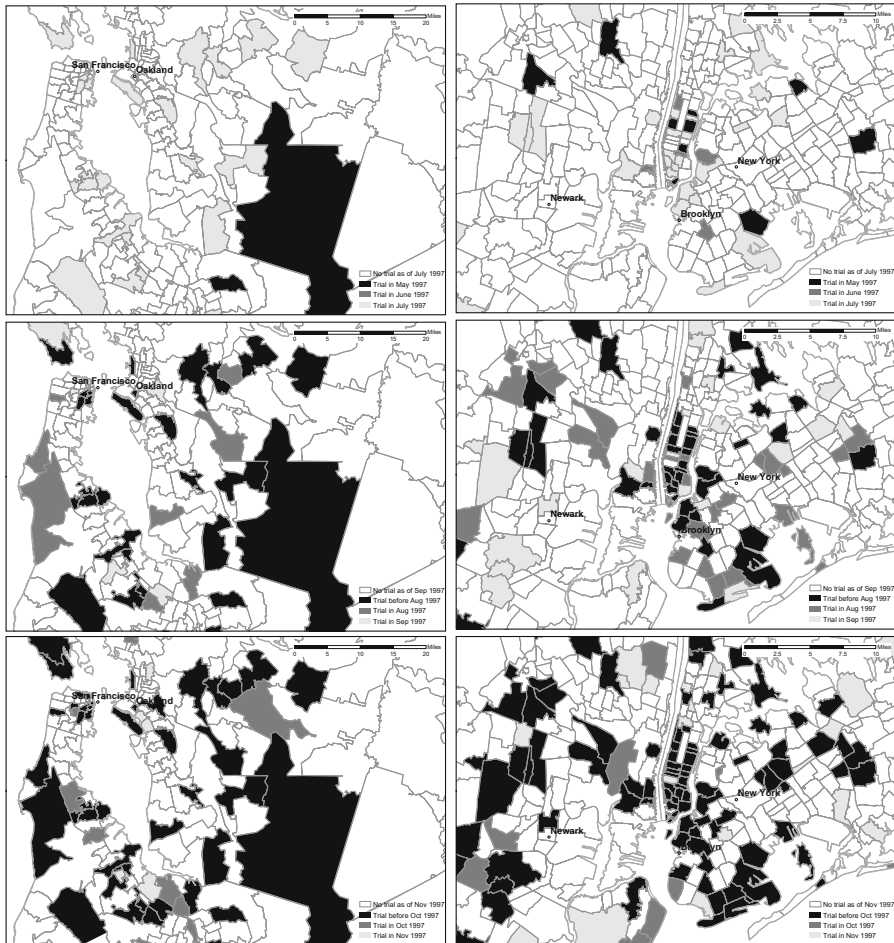 0 5 10 15 20 Miles
San Francisco Oakland
No trial as of July 1997
Trial in May 1997
Trial in June 1997
Trial in July 1997
0 2.5 5 7.5 10 Miles
New York
Newark
Brooklyn
No trial as of July 1997
Trial in May 1997
Trial in June 1997
Trial in July 1997
0 5 10 15 20 Miles
San Francisco Oakland
No trial as of Sep 1997
Trial before Aug 1997
Trial in Aug 1997
Trial in Sep 1997
0 2.5 5 7.5 10 Miles
New York
Newark
Brooklyn
No trial as of Sep 1997
Trial before Aug 1997
Trial in Aug 1997
Trial in Sep 1997
0 5 10 15 20 Miles
San Francisco Oakland
No trial as of Nov 1997
Trial before Oct 1997
Trial in Oct 1997
Trial in Nov 1997
0 2.5 5 7.5 10 Miles
New York
Newark
Brooklyn
No trial as of Nov 1997
Trial before Oct 1997
Trial in Oct 1997
Trial in Nov 1997